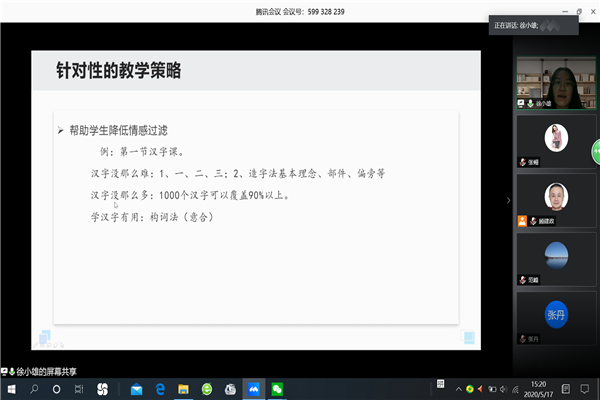 腾讯会议 会议号：599 328 239
正在讲话: 徐小雄;
针对性的教学策略
徐小雄
➢ 帮助学生降低情感过滤
例：第一节汉字课。
汉字没那么难：1、一、二、三；2、造字法基本理念、部件、偏旁等
汉字没那么多：1000个汉字可以覆盖90%以上。
学汉字有用：构词法（意合）
范畅
张丹
张丹
徐小雄的屏幕共享
15:20
2020/5/17